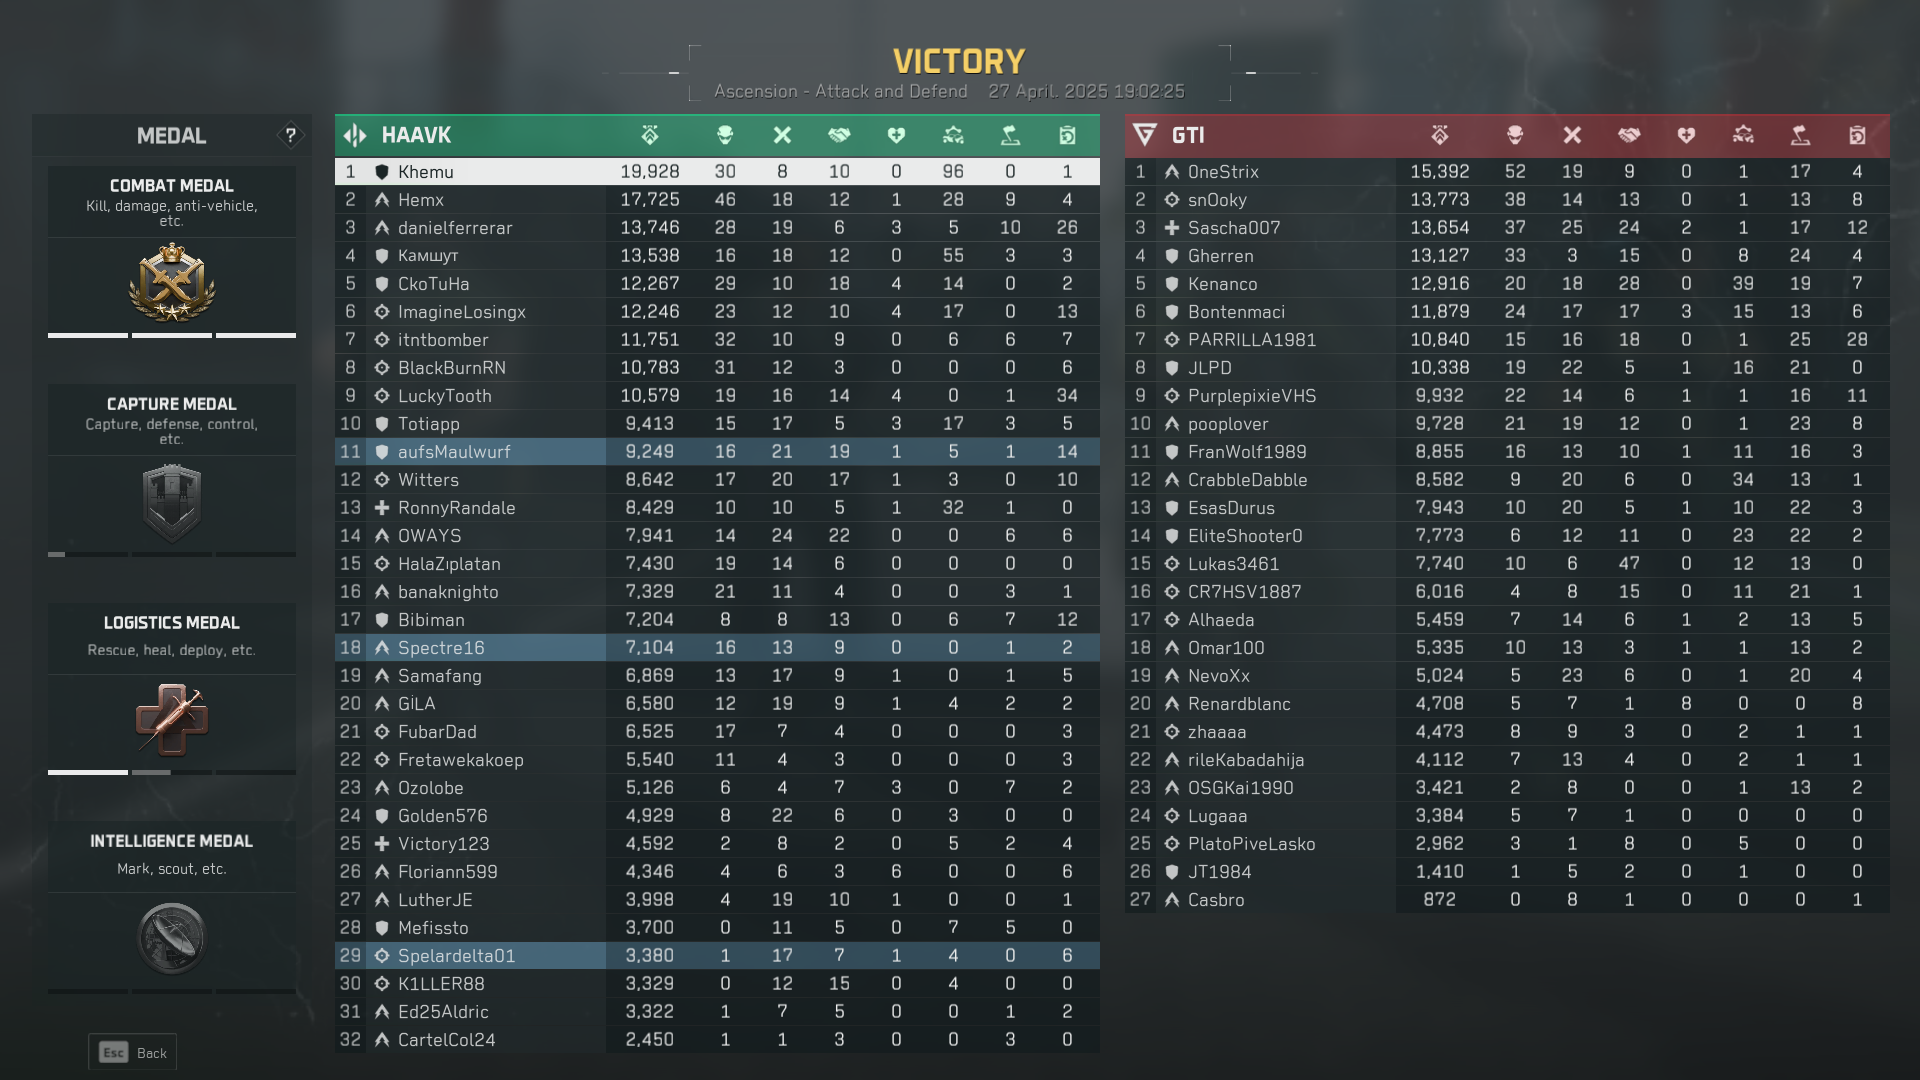 VICTORY
Ascension - Attack and Defend 27 April. 2025 19:02:25
MEDAL ?
COMBAT MEDAL
Kill, damage, anti-vehicle,
etc.
CAPTURE MEDAL
Capture, defense, control,
etc.
LOGISTICS MEDAL
Rescue, heal, deploy, etc.
INTELLIGENCE MEDAL
Mark, scout, etc.
Esc Back
HAAVK
1 Khemu 19,928 30 8 10 0 96 0 1
2 Hemx 17,725 46 18 12 1 28 9 4
3 danielferrerar 13,746 28 19 6 3 5 10 26
4 Камшут 13,538 16 18 12 0 55 3 3
5 CkoTuHa 12,267 29 10 18 4 14 0 2
6 ImagineLosingx 12,246 23 12 10 4 17 0 13
7 itntbomber 11,751 32 10 9 0 6 6 7
8 BlackBurnRN 10,783 31 12 3 0 0 0 6
9 LuckyTooth 10,579 19 16 14 4 0 1 34
10 Totiapp 9,413 15 17 5 3 17 3 5
11 aufsMaulwurf 9,249 16 21 19 1 5 1 14
12 Witters 8,642 17 20 17 1 3 0 10
13 RonnyRandale 8,429 10 10 5 1 32 1 0
14 OWAYS 7,941 14 24 22 0 0 6 6
15 HalaZıplatan 7,430 19 14 6 0 0 0 0
16 banaknighto 7,329 21 11 4 0 0 3 1
17 Bibiman 7,204 8 8 13 0 6 7 12
18 Spectre16 7,104 16 13 9 0 0 1 2
19 Samafang 6,869 13 17 9 1 0 1 5
20 GİLA 6,580 12 19 9 1 4 2 2
21 FubarDad 6,525 17 7 4 0 0 0 3
22 Fretawekakoep 5,540 11 4 3 0 0 0 3
23 Ozolobe 5,126 6 4 7 3 0 7 2
24 Golden576 4,929 8 22 6 0 3 0 0
25 Victory123 4,592 2 8 2 0 5 2 4
26 Floriann599 4,346 4 6 3 6 0 0 6
27 LutherJE 3,998 4 19 10 1 0 0 1
28 Mefissto 3,700 0 11 5 0 7 5 0
29 Spelardelta01 3,380 1 17 7 1 4 0 6
30 K1LLER88 3,329 0 12 15 0 4 0 0
31 Ed25Aldric 3,322 1 7 5 0 0 1 2
32 CartelCol24 2,450 1 1 3 0 0 3 0
GTI
1 0neStrix 15,392 52 19 9 0 1 17 4
2 sn0oky 13,773 38 14 13 0 1 13 8
3 Sascha007 13,654 37 25 24 2 1 17 12
4 Gherren 13,127 33 3 15 0 8 24 4
5 Kenanco 12,916 20 18 28 0 39 19 7
6 Bontenmaci 11,879 24 17 17 3 15 13 6
7 PARRILLA1981 10,840 15 16 18 0 1 25 28
8 JLPD 10,338 19 22 5 1 16 21 0
9 PurplepixieVHS 9,932 22 14 6 1 1 16 11
10 pooplover 9,728 21 19 12 0 1 23 8
11 FranWolf1989 8,855 16 13 10 1 11 16 3
12 CrabbleDabble 8,582 9 20 6 0 34 13 1
13 EsasDurus 7,943 10 20 5 1 10 22 3
14 EliteShooter0 7,773 6 12 11 0 23 22 2
15 Lukas3461 7,740 10 6 47 0 12 13 0
16 CR7HSV1887 6,016 4 8 15 0 11 21 1
17 Alhaeda 5,459 7 14 6 1 2 13 5
18 Omar100 5,335 10 13 3 1 1 13 2
19 NevoXx 5,024 5 23 6 0 1 20 4
20 Renardblanc 4,708 5 7 1 8 0 0 8
21 zhaaaa 4,473 8 9 3 0 2 1 1
22 rileKabadahija 4,112 7 13 4 0 2 1 1
23 OSGKai1990 3,421 2 8 0 0 1 13 2
24 Lugaaa 3,384 5 7 1 0 0 0 0
25 PlatoPiveLasko 2,962 3 1 8 0 5 0 0
26 JT1984 1,410 1 5 2 0 1 0 0
27 Casbro 872 0 8 1 0 0 0 1